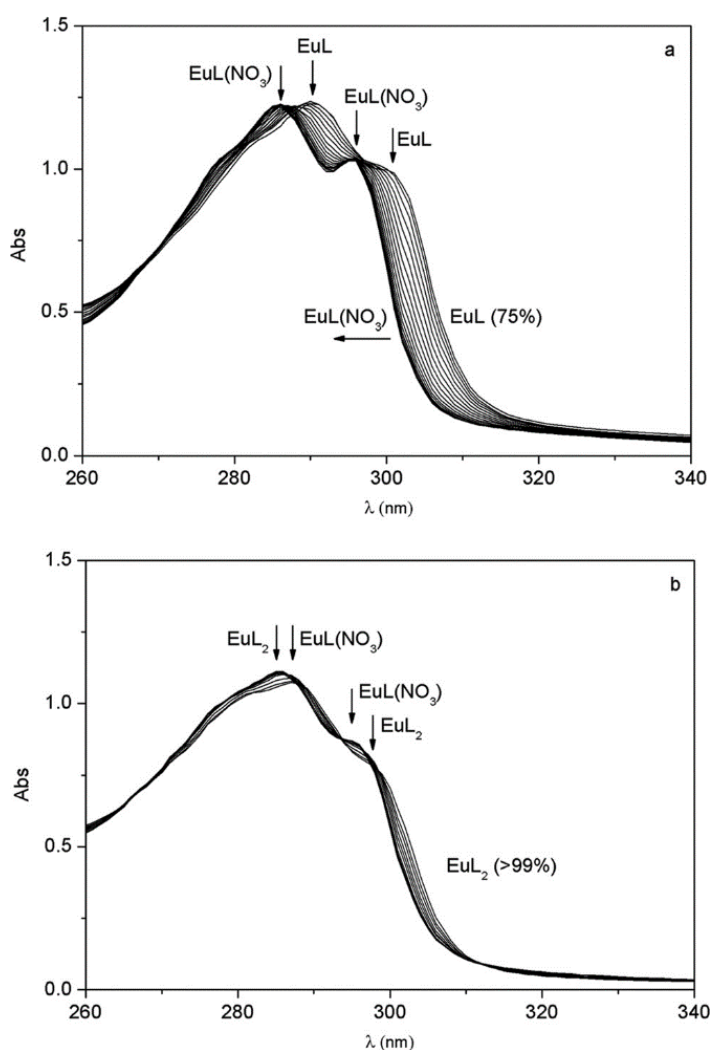 a
EuL
EuL(NO₃)
EuL(NO₃)
EuL
EuL(NO₃)
EuL (75%)
1.5
1.0
0.5
0.0
Abs
260 280 300 320 340
λ (nm)
b
EuL₂ EuL(NO₃)
EuL(NO₃)
EuL₂
EuL₂ (>99%)
1.5
1.0
0.5
0.0
Abs
260 280 300 320 340
λ (nm)